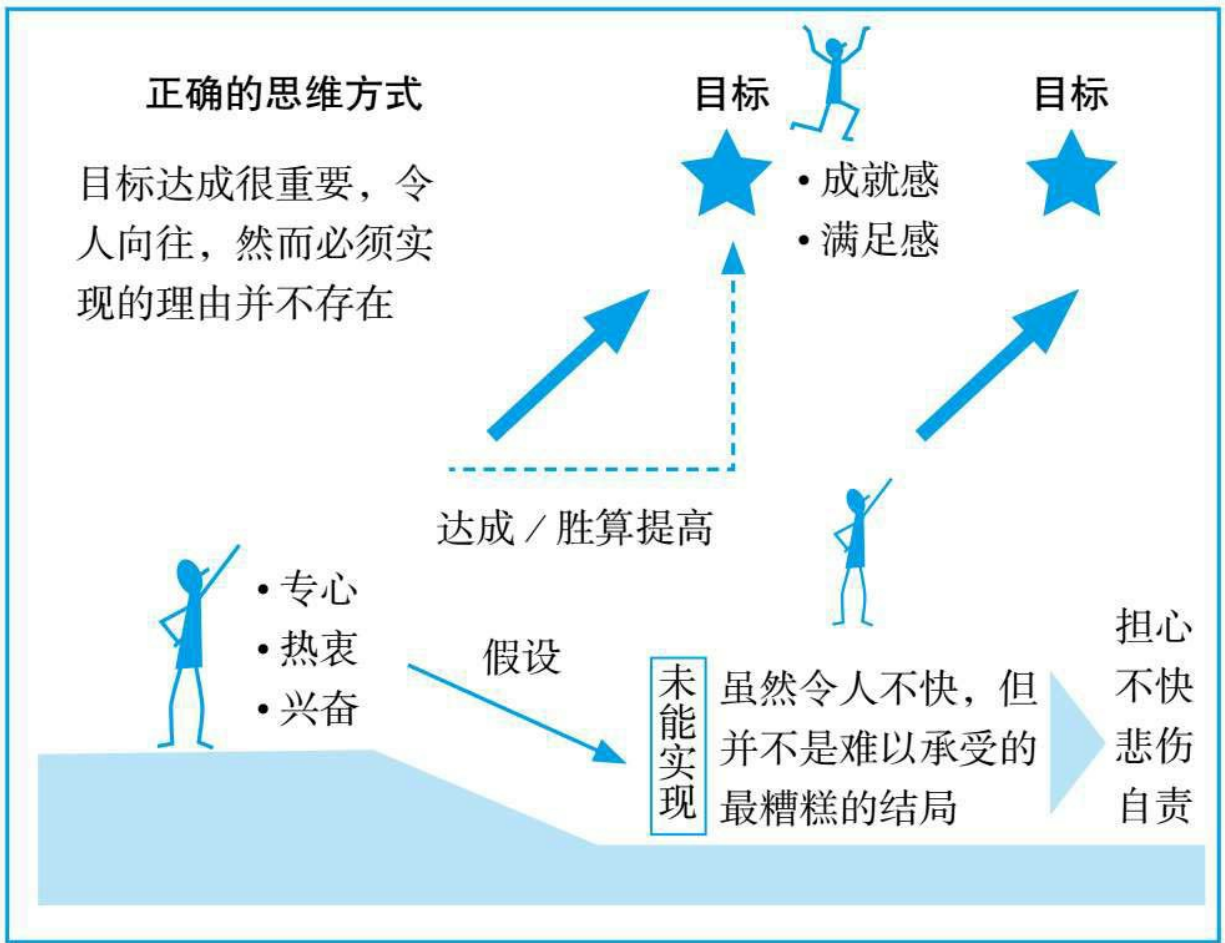 正确的思维方式
目标达成很重要，令
人向往，然而必须实
现的理由并不存在
目标
• 成就感
• 满足感
目标
达成／胜算提高
• 专心
• 热衷
• 兴奋
假设
未能实现
虽然令人不快，但
并不是难以承受的
最糟糕的结局
担心
不快
悲伤
自责